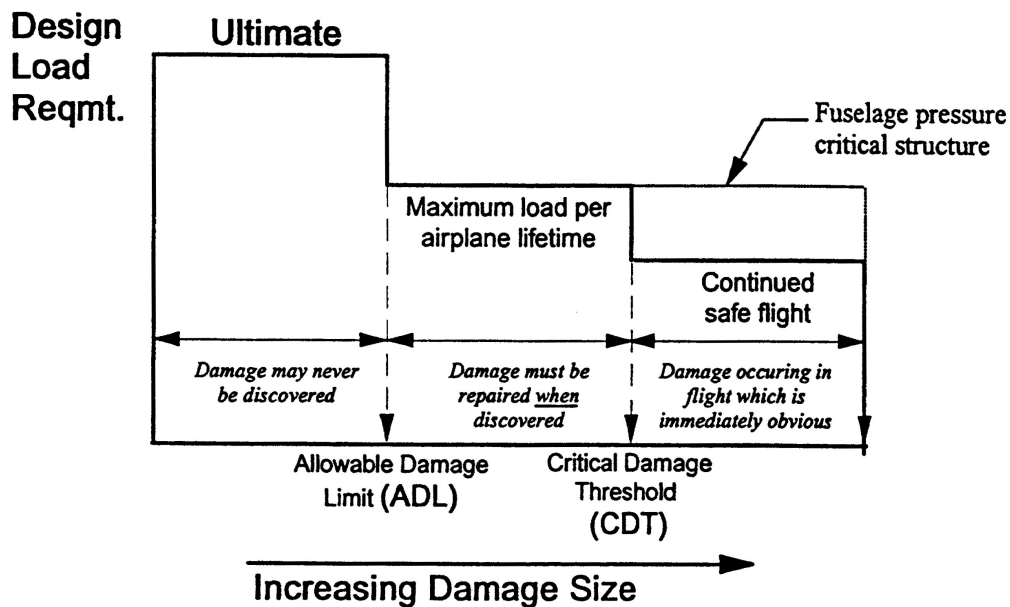 Design
Load
Reqmt.
Ultimate
Fuselage pressure
critical structure
Maximum load per
airplane lifetime
Continued
safe flight
Damage may never
be discovered
Damage must be
repaired when
discovered
Damage occuring in
flight which is
immediately obvious
Allowable Damage
Limit (ADL)
Critical Damage
Threshold
(CDT)
Increasing Damage Size